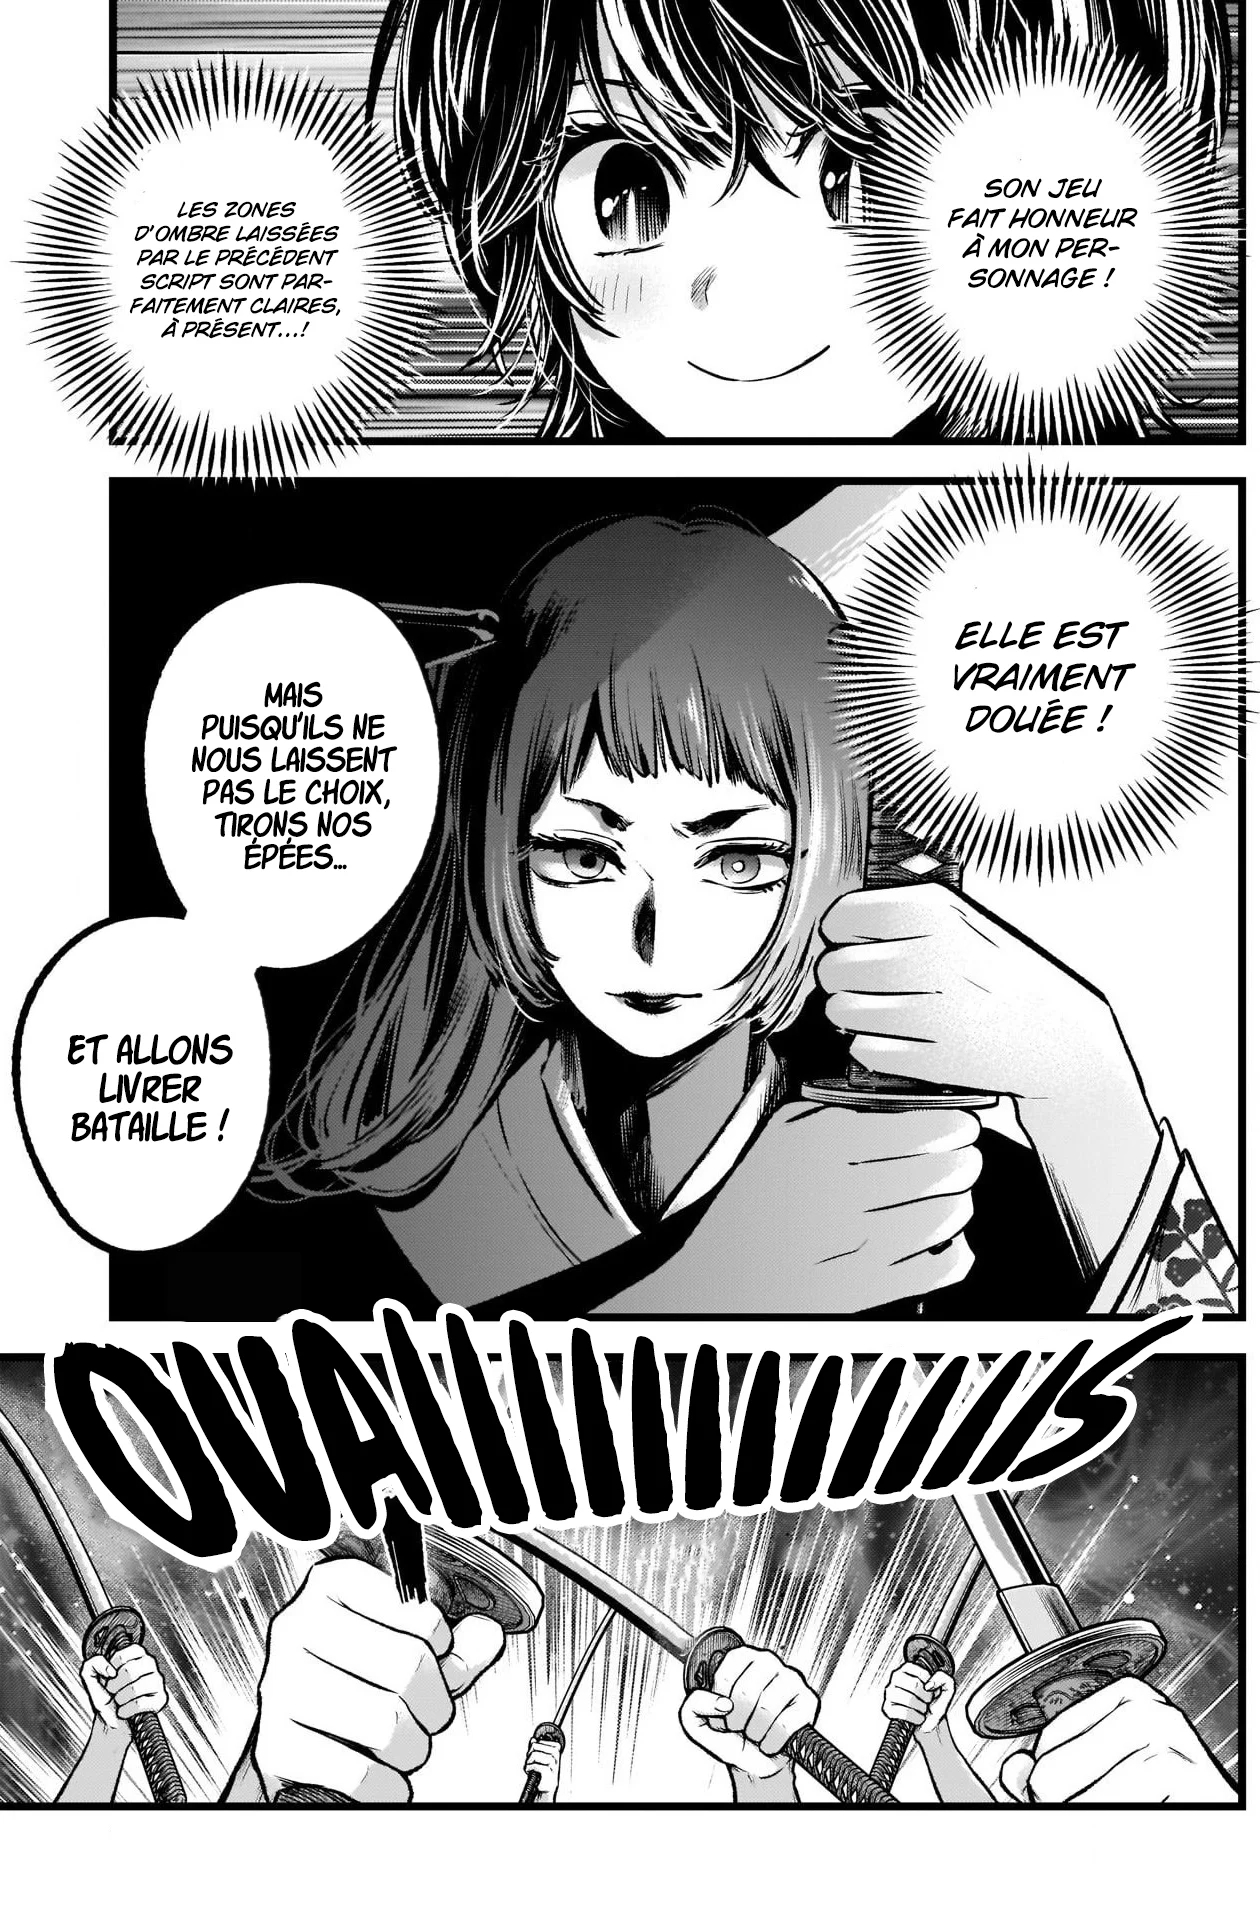 SON JEU
FAIT HONNEUR
À MON PER-
SONNAGE !
LES ZONES
D'OMBRE LAISSÉES
PAR LE PRÉCÉDENT
SCRIPT SONT PAR-
FAITEMENT CLAIRES,
À PRÉSENT...!
ELLE EST
VRAIMENT
DOUÉE !
MAIS
PUISQU'ILS NE
NOUS LAISSENT
PAS LE CHOIX,
TIRONS NOS
ÉPÉES...
ET ALLONS
LIVRER
BATAILLE !
OUAIIIIIIIIIIIIIS